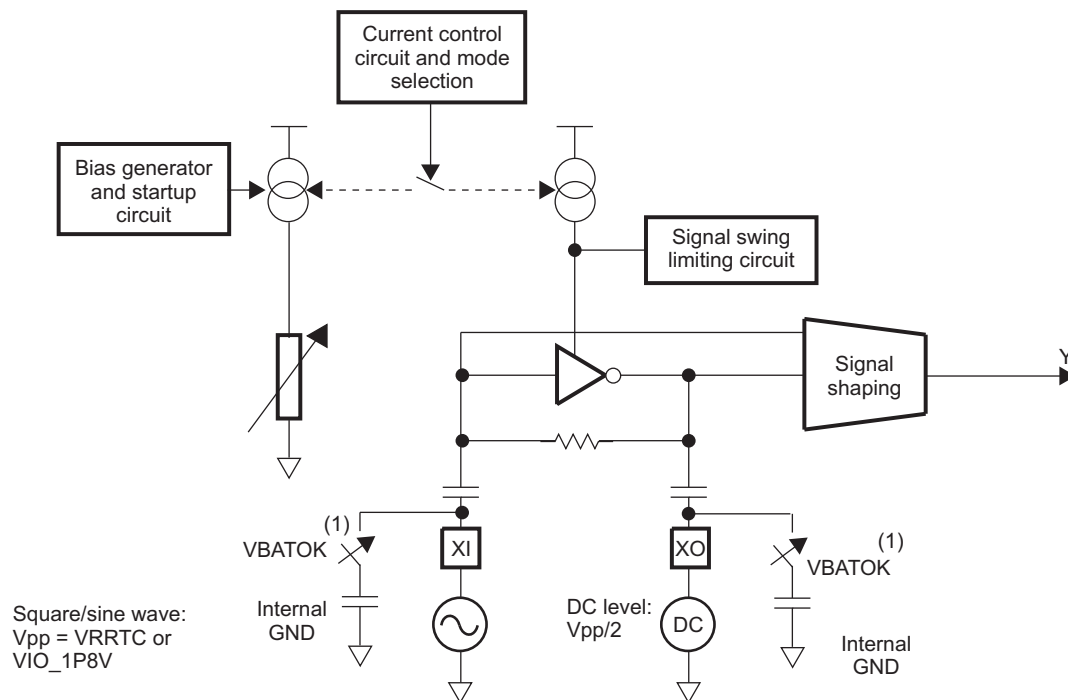 Current control
circuit and mode
selection
Bias generator
and startup
circuit
Signal swing
limiting circuit
Signal
shaping
Y
(1)
VBATOK
XI
XO
(1)
VBATOK
Square/sine wave:
Vpp = VRRTC or
VIO_1P8V
Internal
GND
DC level:
Vpp/2
DC
Internal
GND